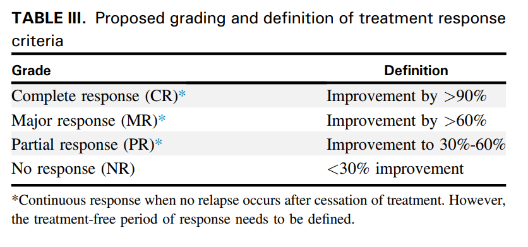 TABLE III. Proposed grading and definition of treatment response
criteria
Grade Definition
Complete response (CR)* Improvement by >90%
Major response (MR)* Improvement by >60%
Partial response (PR)* Improvement to 30%-60%
No response (NR) <30% improvement
*Continuous response when no relapse occurs after cessation of treatment. However,
the treatment-free period of response needs to be defined.